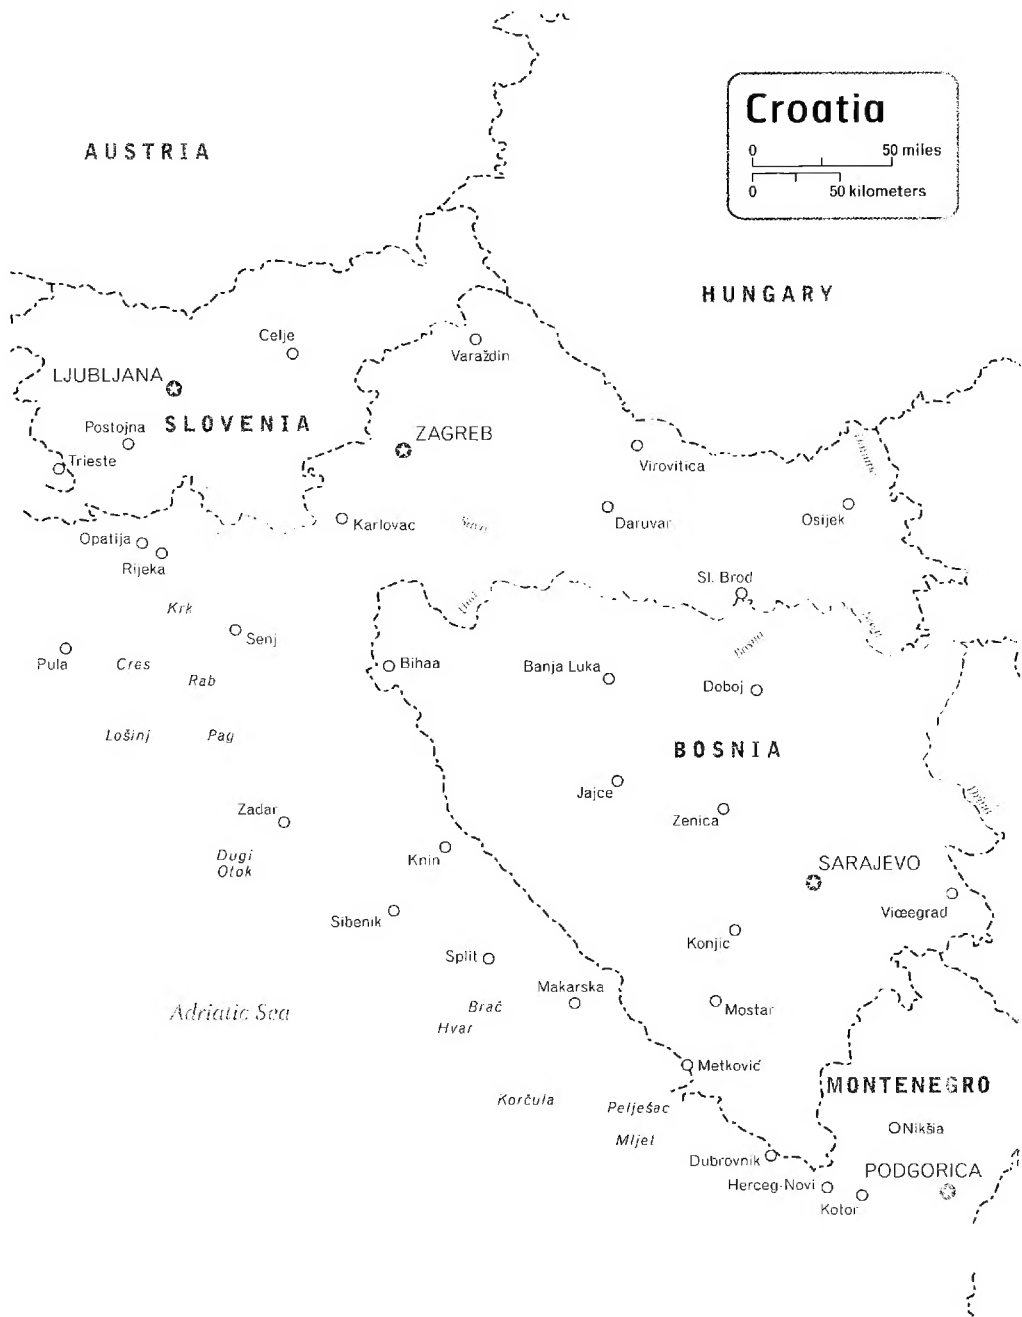 Croatia
0 50 miles
0 50 kilometers
AUSTRIA
HUNGARY
Celje
Varaždin
LJUBLJANA
SLOVENIA
Postojna
ZAGREB
Trieste
Virovitica
Karlovac
Sava
Daruvar
Osijek
Opatija
Rijeka
Sl. Brod
Krk
Senj
Bosna
Pula
Cres
Bihaa
Banja Luka
Rab
Doboj
Lošinj
Pag
BOSNIA
Jajce
Zadar
Zenica
Drina
Dugi
Otok
Knin
SARAJEVO
Viœegrad
Sibenik
Konjic
Split
Makarska
Brač
Mostar
Adriatic Sea
Hvar
Metković
MONTENEGRO
Korčula
Pelješac
Nikšia
Mljet
Dubrovnik
PODGORICA
Herceg-Novi
Kotor